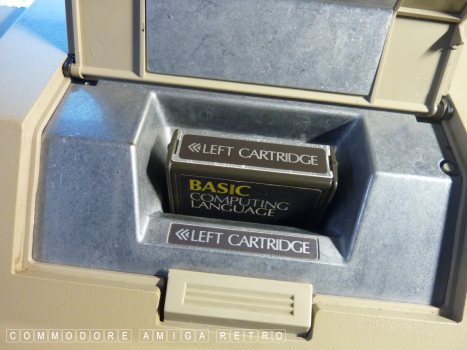 ≪LEFT CARTRIDGE
BASIC
COMPUTING
LANGUAGE
≪LEFT CARTRIDGE
COMMODORE AMIGA RETRO